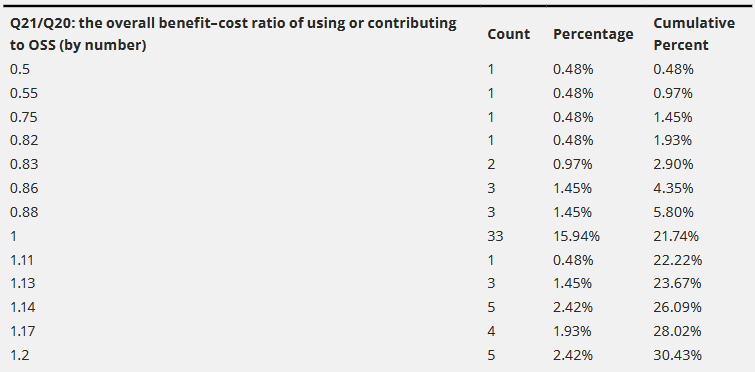 Q21/Q20: the overall benefit–cost ratio of using or contributing to OSS (by number) Count Percentage Cumulative Percent
0.5 1 0.48% 0.48%
0.55 1 0.48% 0.97%
0.75 1 0.48% 1.45%
0.82 1 0.48% 1.93%
0.83 2 0.97% 2.90%
0.86 3 1.45% 4.35%
0.88 3 1.45% 5.80%
1 33 15.94% 21.74%
1.11 1 0.48% 22.22%
1.13 3 1.45% 23.67%
1.14 5 2.42% 26.09%
1.17 4 1.93% 28.02%
1.2 5 2.42% 30.43%